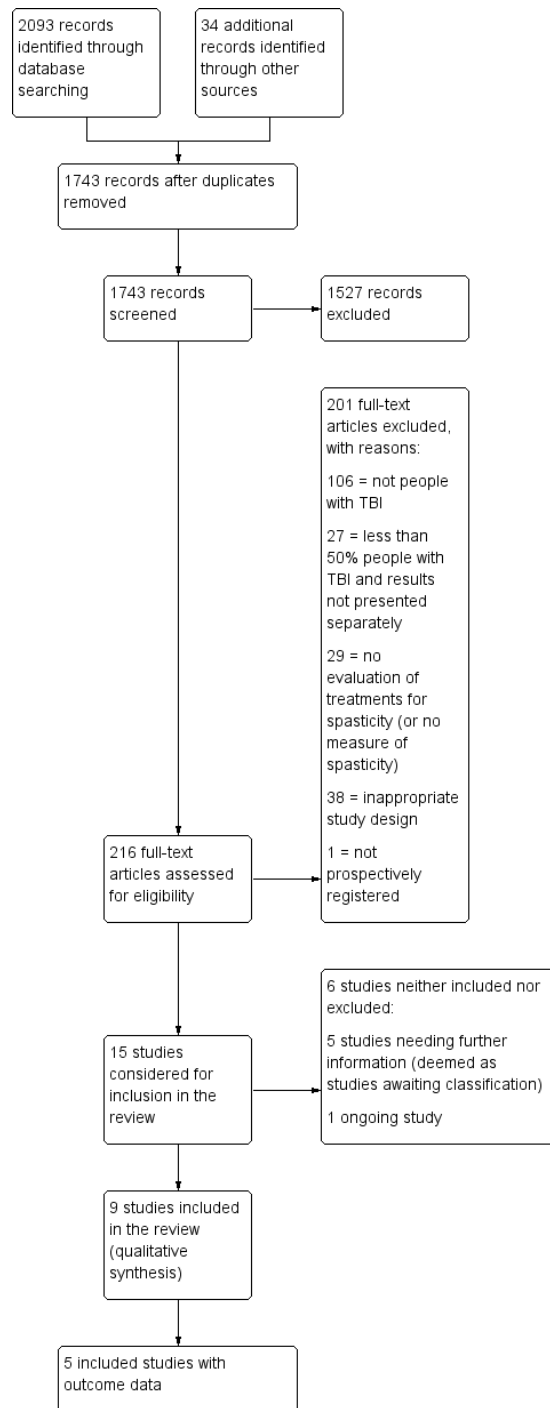 2093 records
identified through
database
searching
34 additional
records identified
through other
sources
1743 records after duplicates
removed
1743 records
screened
1527 records
excluded
201 full-text
articles excluded,
with reasons:
106 = not people
with TBI
27 = less than
50% people with
TBI and results
not presented
separately
29 = no
evaluation of
treatments for
spasticity (or no
measure of
spasticity)
38 = inappropriate
study design
1 = not
prospectively
registered
216 full-text
articles assessed
for eligibility
6 studies neither included nor
excluded:
5 studies needing further
information (deemed as
studies awaiting classification)
1 ongoing study
15 studies
considered for
inclusion in the
review
9 studies included
in the review
(qualitative
synthesis)
5 included studies with
outcome data